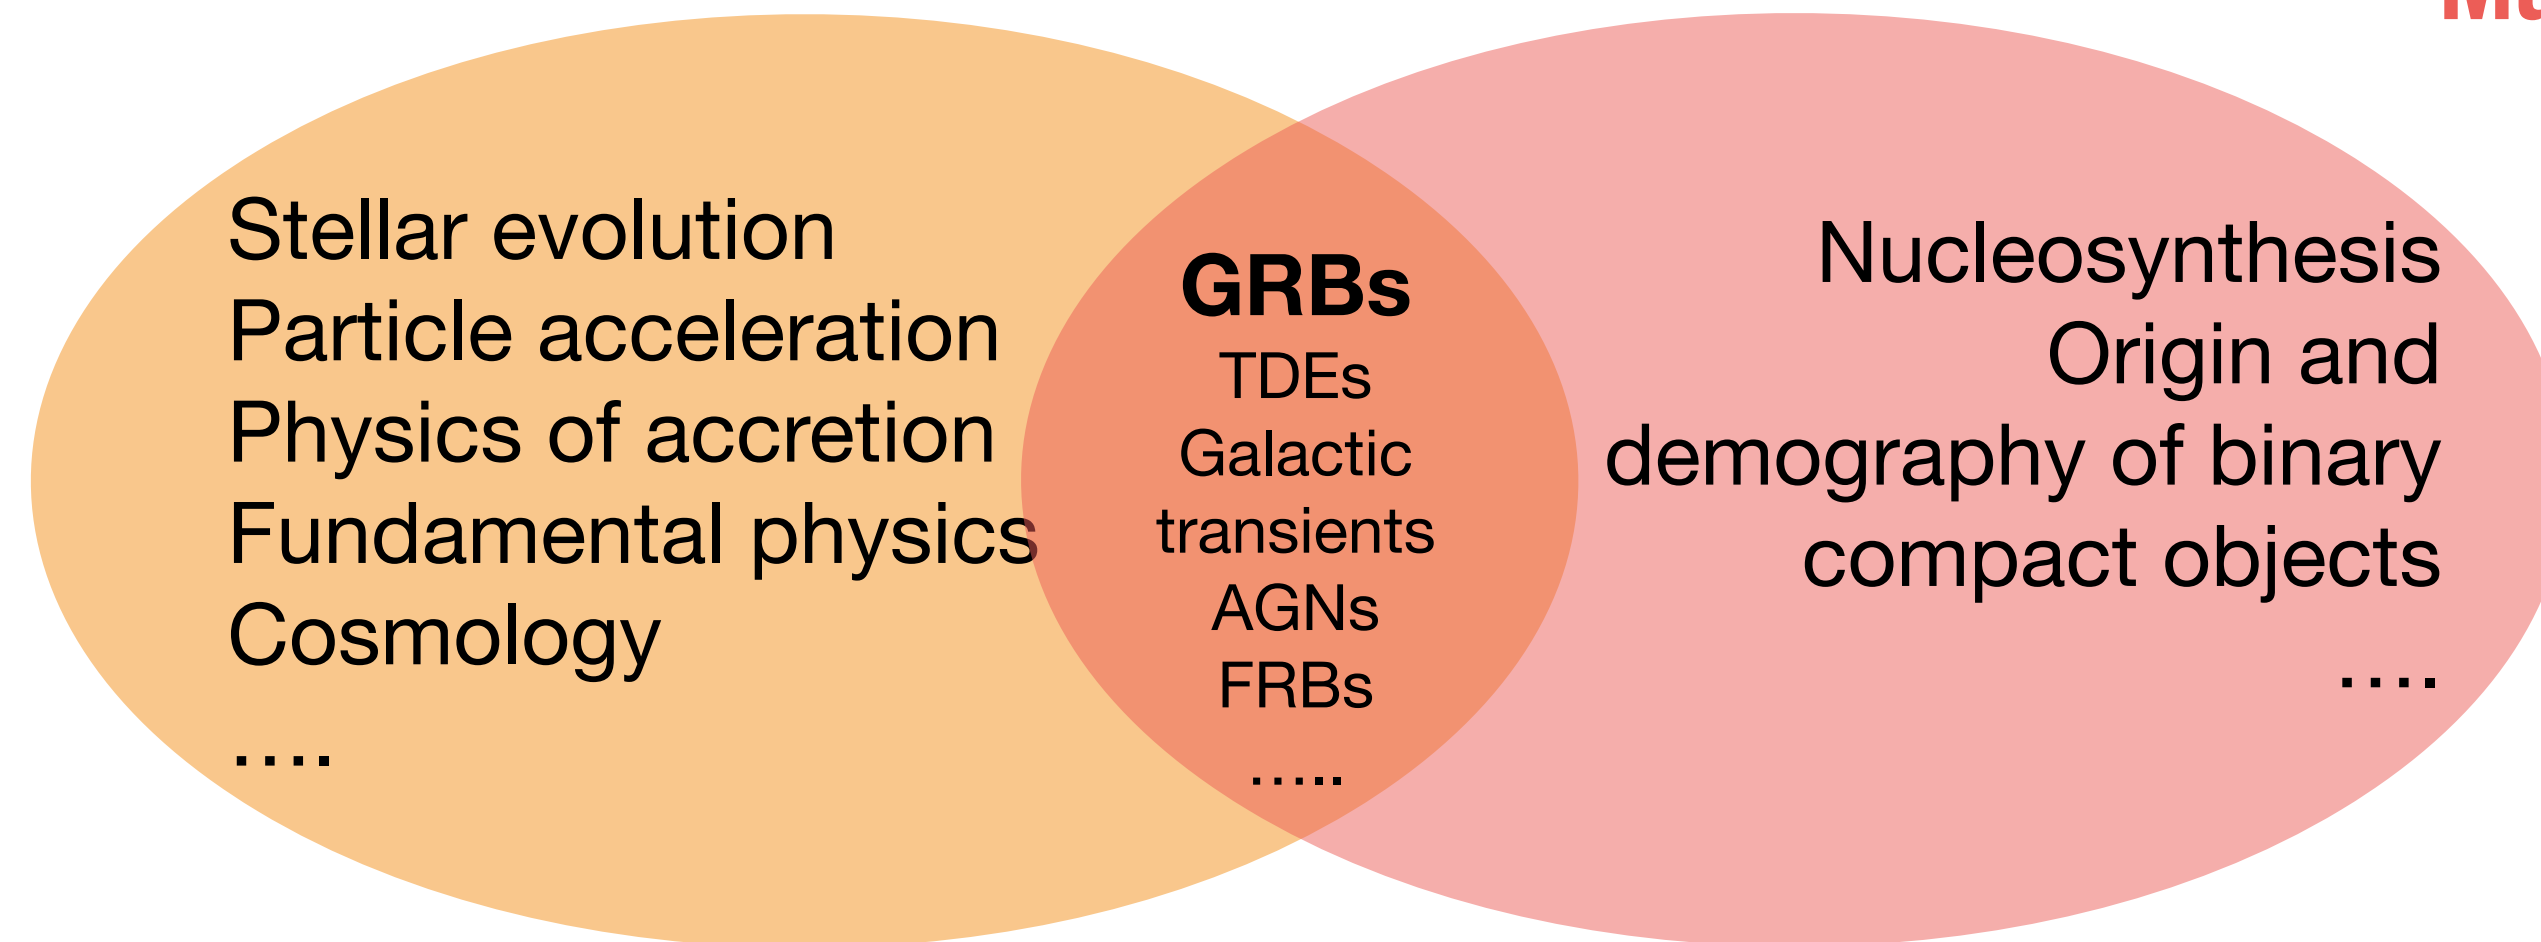 Stellar evolution
Particle acceleration
Physics of accretion
Fundamental physics
Cosmology
....
GRBs
TDEs
Galactic
transients
AGNs
FRBs
.....
Nucleosynthesis
Origin and
demography of binary
compact objects
....